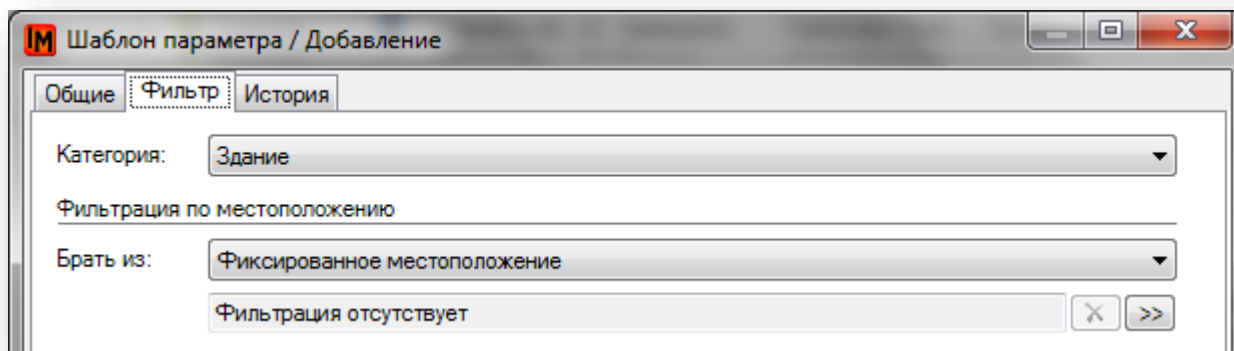 IM Шаблон параметра / Добавление
Общие Фильтр История
Категория: Здание
Фильтрация по местоположению
Брать из: Фиксированное местоположение
Фильтрация отсутствует >>